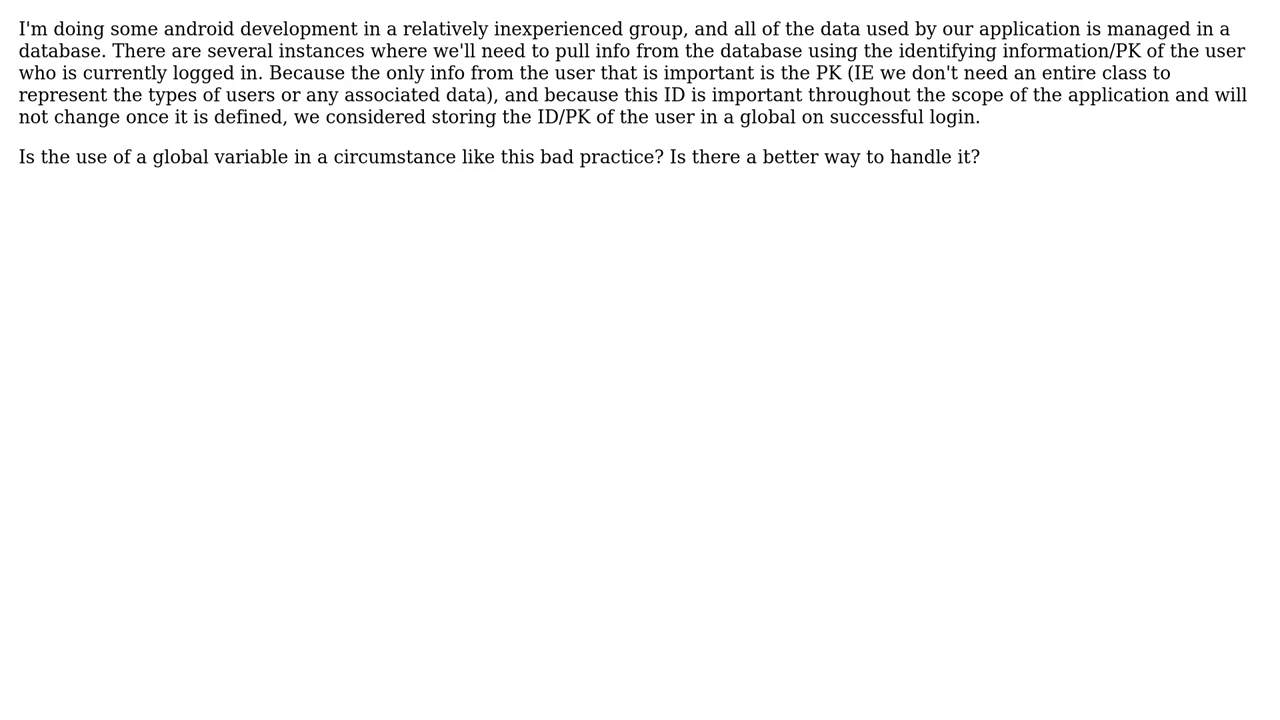 I'm doing some android development in a relatively inexperienced group, and all of the data used by our application is managed in a
database. There are several instances where we'll need to pull info from the database using the identifying information/PK of the user
who is currently logged in. Because the only info from the user that is important is the PK (IE we don't need an entire class to
represent the types of users or any associated data), and because this ID is important throughout the scope of the application and will
not change once it is defined, we considered storing the ID/PK of the user in a global on successful login.
Is the use of a global variable in a circumstance like this bad practice? Is there a better way to handle it?